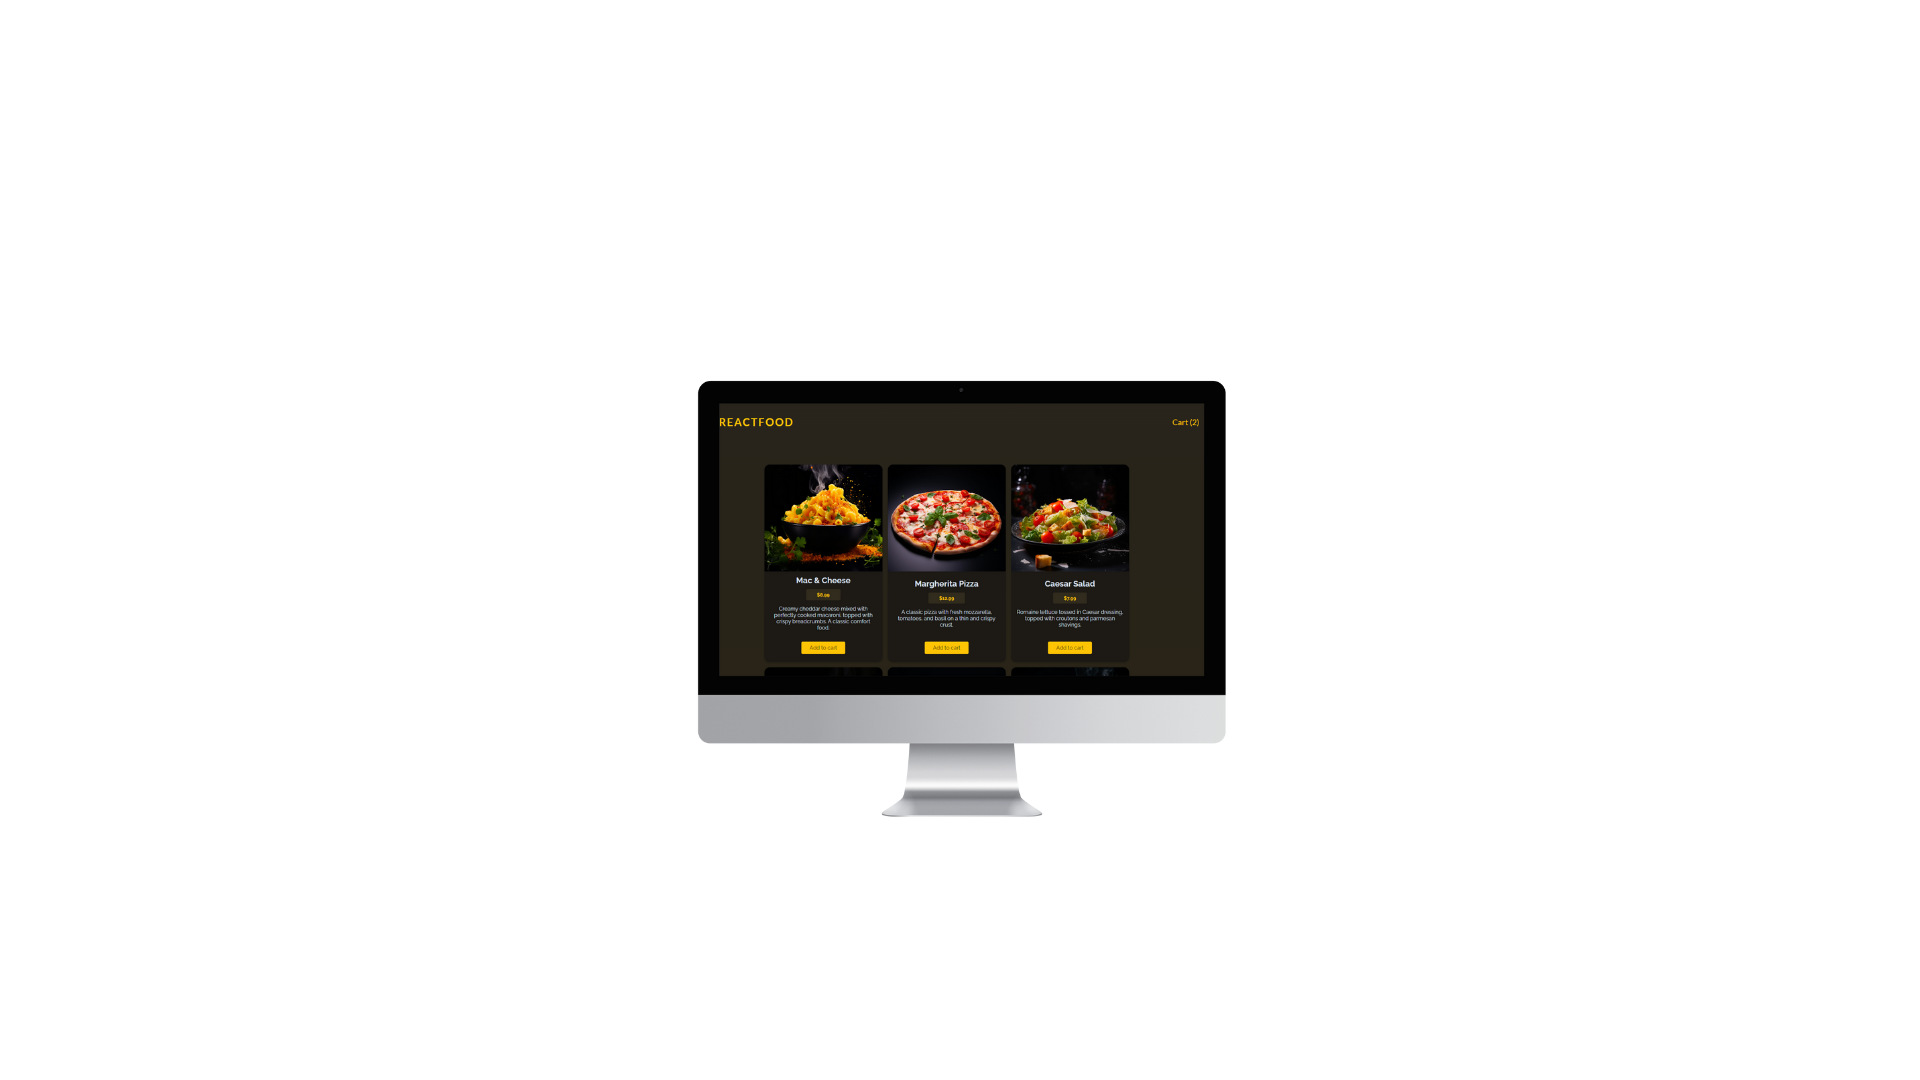 REACTFOOD
Cart (2)
Mac & Cheese
$8.99
Creamy cheddar cheese mixed with
perfectly cooked macaroni, topped with
crispy breadcrumbs. A classic comfort
food.
Add to cart
Margherita Pizza
$12.99
A classic pizza with fresh mozzarella,
tomatoes, and basil on a thin and crispy
crust.
Add to cart
Caesar Salad
$7.99
Romaine lettuce tossed in Caesar dressing,
topped with croutons and parmesan
shavings.
Add to cart